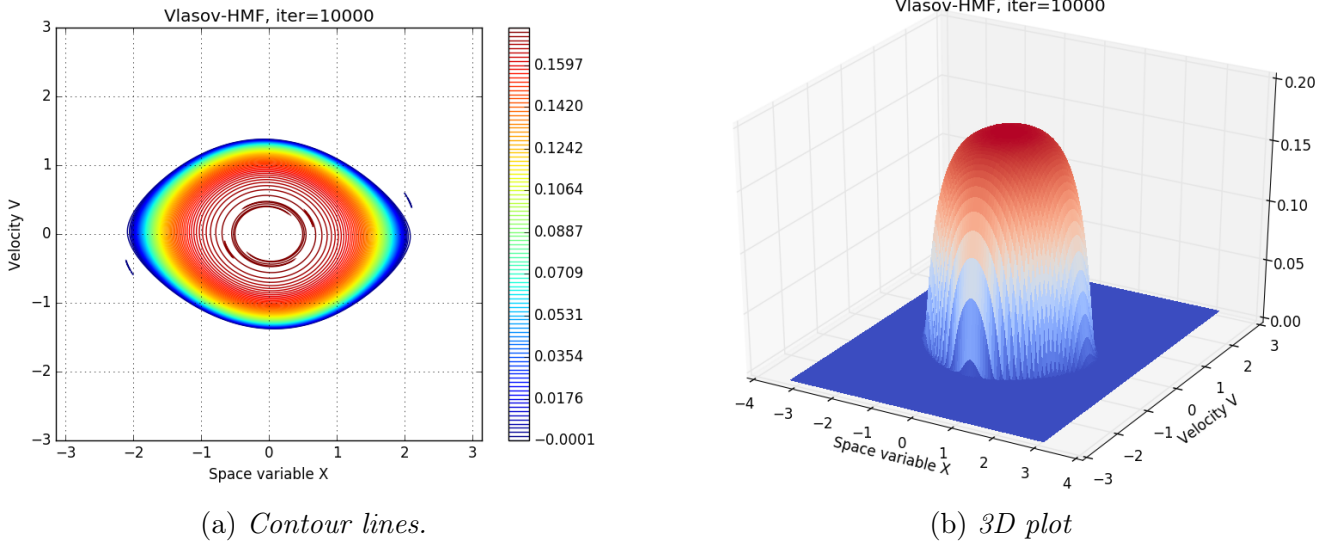 Vlasov-HMF, iter=10000
3
2
1
0
−1
−2
−3
Velocity V
−3 −2 −1 0 1 2 3
Space variable X
0.1597
0.1420
0.1242
0.1064
0.0887
0.0709
0.0531
0.0354
0.0176
−0.0001
(a) Contour lines.
Vlasov-HMF, iter=10000
0.20
0.15
0.10
0.05
0.00
3
2
1
0
−1
−2
−3
Velocity V
−4 −3 −2 −1 0 1 2 3 4
Space variable X
(b) 3D plot